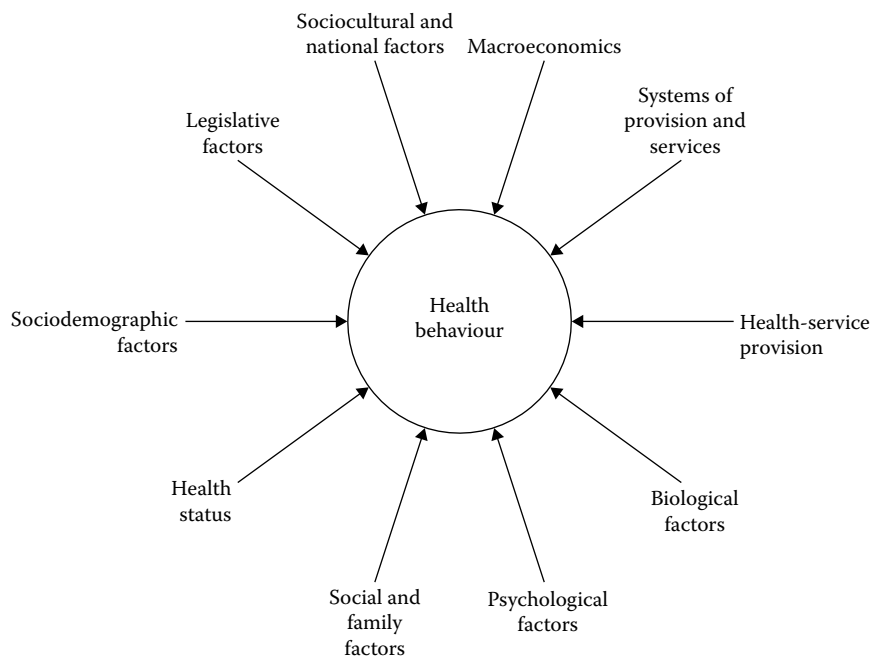 Sociocultural and
national factors
Macroeconomics
Systems of
provision and
services
Legislative
factors
Health
behaviour
Sociodemographic
factors
Health-service
provision
Health
status
Biological
factors
Social and
family
factors
Psychological
factors